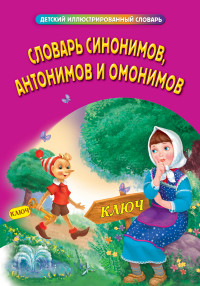 ДЕТСКИЙ ИЛЛЮСТРИРОВАННЫЙ СЛОВАРЬ
СЛОВАРЬ СИНОНИМОВ,
АНТОНИМОВ И ОМОНИМОВ
КЛЮЧ
КЛЮЧ